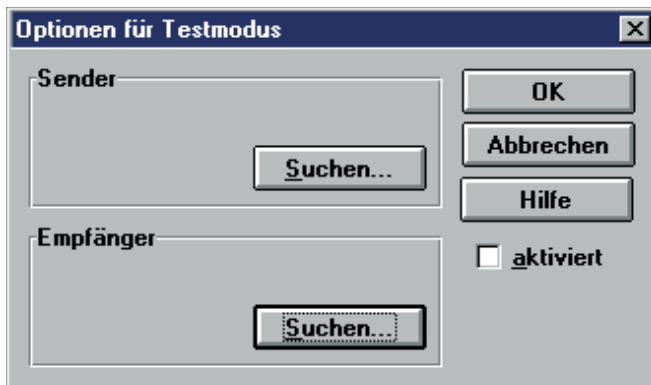 Optionen für Testmodus
Sender
Suchen...
Empfänger
Suchen...
OK
Abbrechen
Hilfe
aktiviert